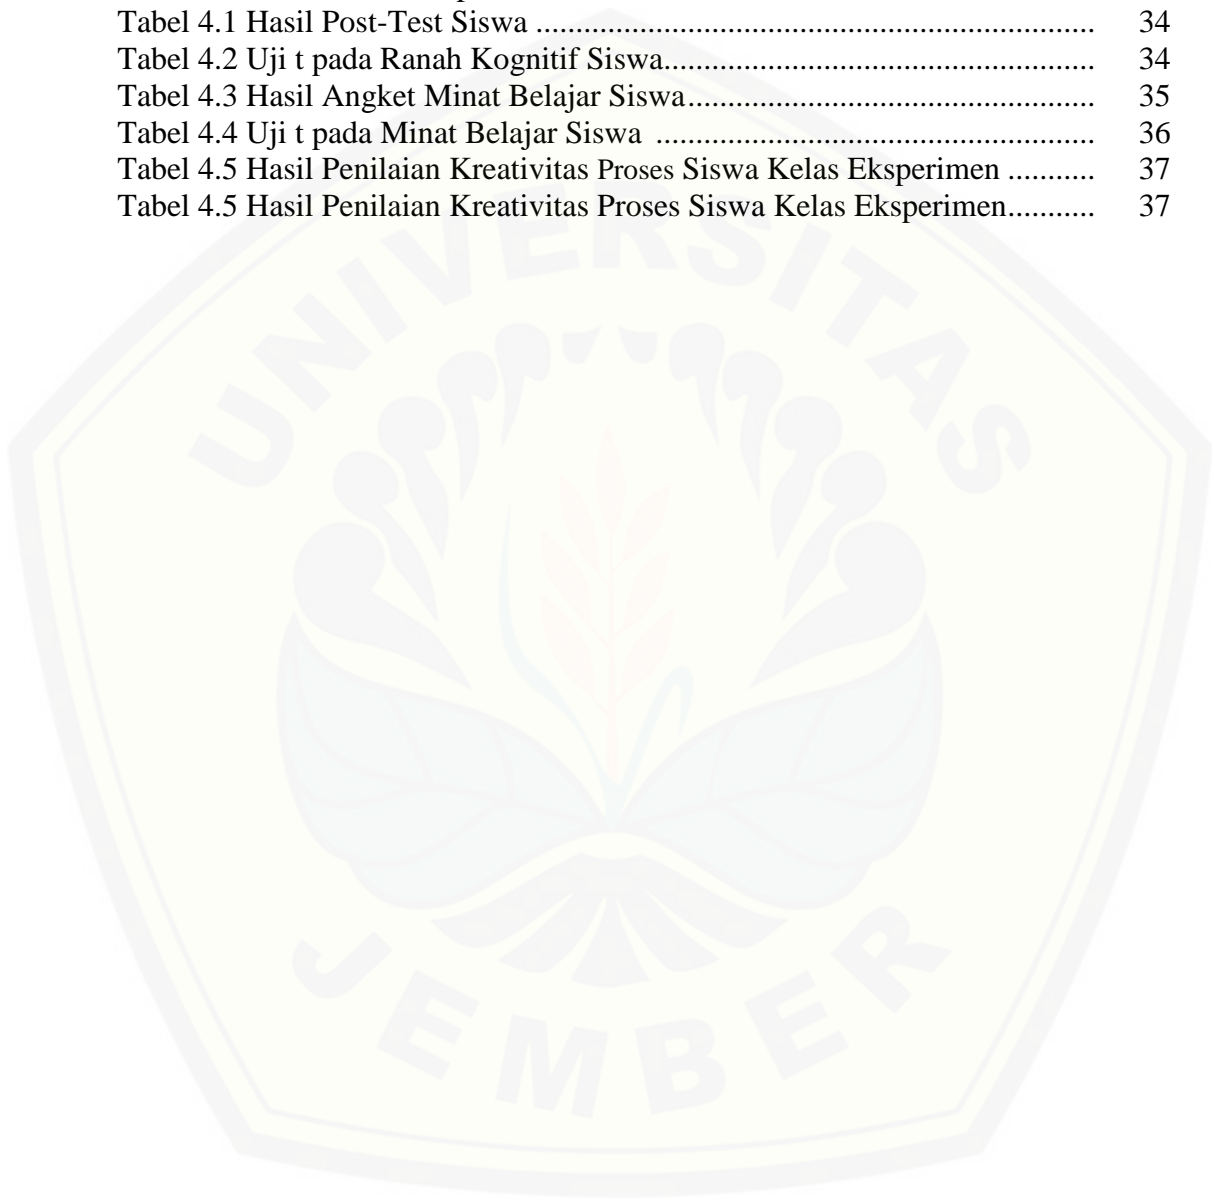 Tabel 4.1 Hasil Post-Test Siswa ...................................................................... 34
Tabel 4.2 Uji t pada Ranah Kognitif Siswa...................................................... 34
Tabel 4.3 Hasil Angket Minat Belajar Siswa................................................... 35
Tabel 4.4 Uji t pada Minat Belajar Siswa ....................................................... 36
Tabel 4.5 Hasil Penilaian Kreativitas Proses Siswa Kelas Eksperimen ........... 37
Tabel 4.5 Hasil Penilaian Kreativitas Proses Siswa Kelas Eksperimen........... 37
UNIVERSITAS
JEMBER